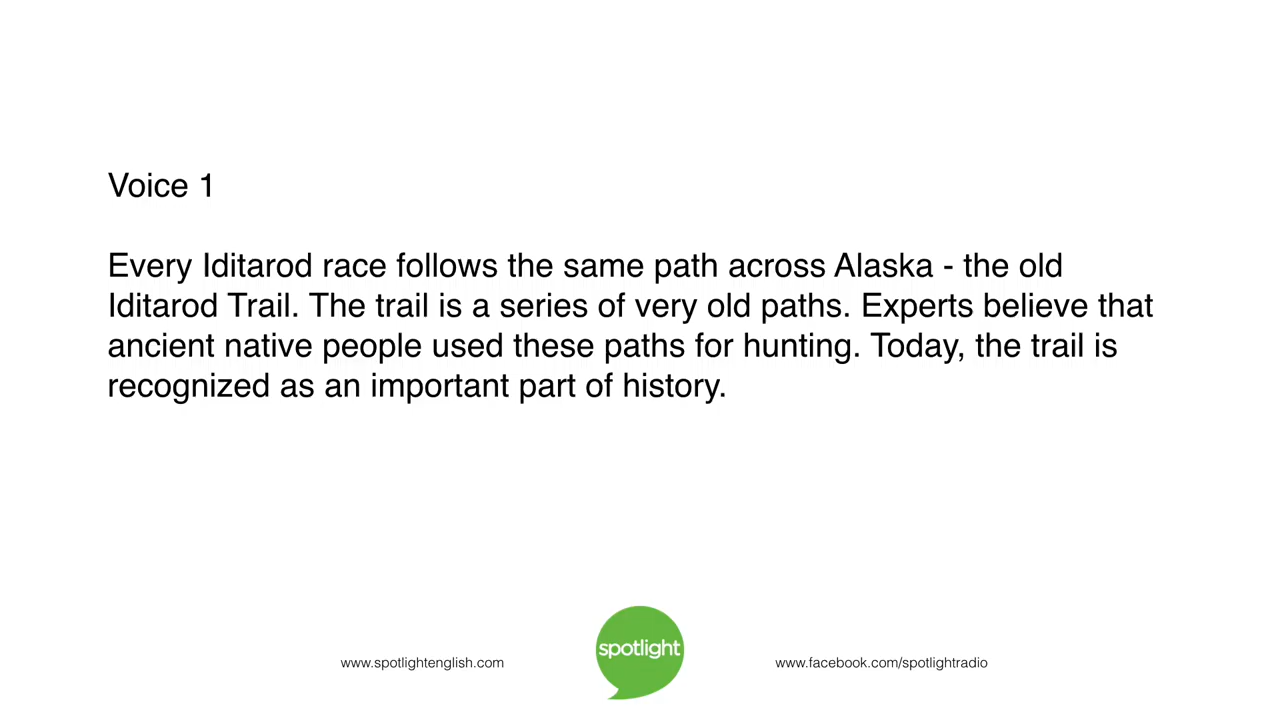 Voice 1
Every Iditarod race follows the same path across Alaska - the old
Iditarod Trail. The trail is a series of very old paths. Experts believe that
ancient native people used these paths for hunting. Today, the trail is
recognized as an important part of history.
www.spotlightenglish.com
spotlight
www.facebook.com/spotlightradio